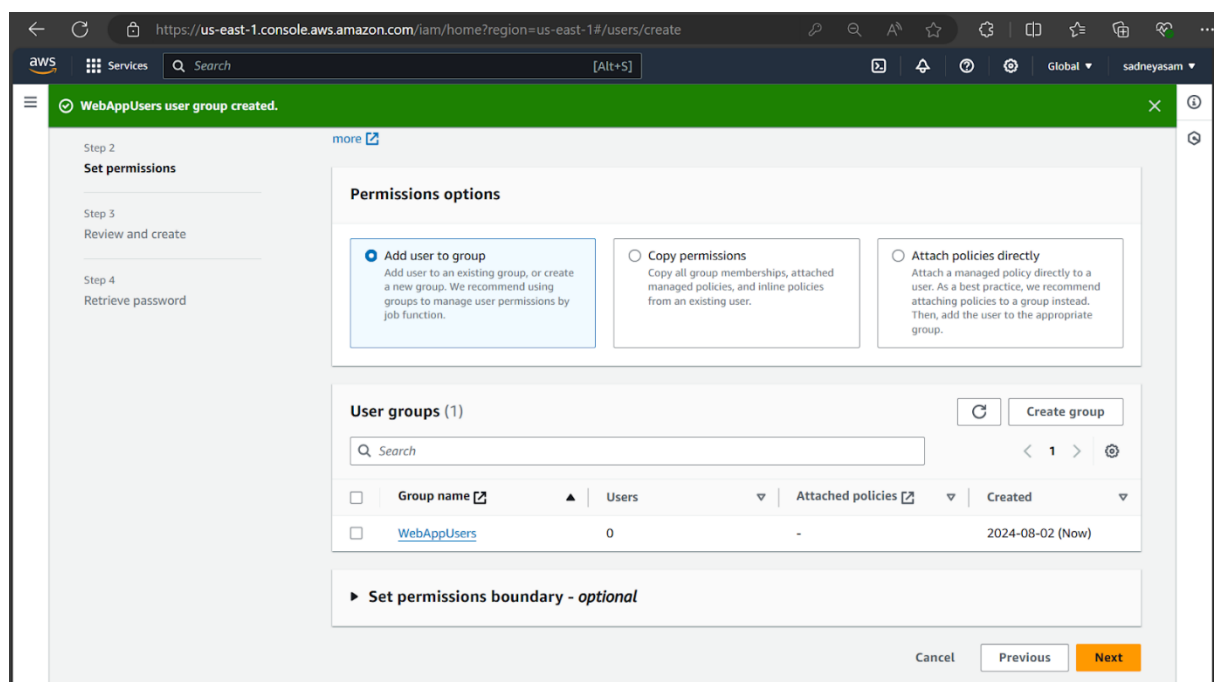 https://us-east-1.console.aws.amazon.com/iam/home?region=us-east-1#/users/create
aws Services Search [Alt+S] Global sadneyasam
WebAppUsers user group created.
Step 2
Set permissions
Step 3
Review and create
Step 4
Retrieve password
more
Permissions options
Add user to group
Add user to an existing group, or create
a new group. We recommend using
groups to manage user permissions by
job function.
Copy permissions
Copy all group memberships, attached
managed policies, and inline policies
from an existing user.
Attach policies directly
Attach a managed policy directly to a
user. As a best practice, we recommend
attaching policies to a group instead.
Then, add the user to the appropriate
group.
User groups (1)
Create group
Search
1
Group name Users Attached policies Created
WebAppUsers 0 - 2024-08-02 (Now)
Set permissions boundary - optional
Cancel Previous Next